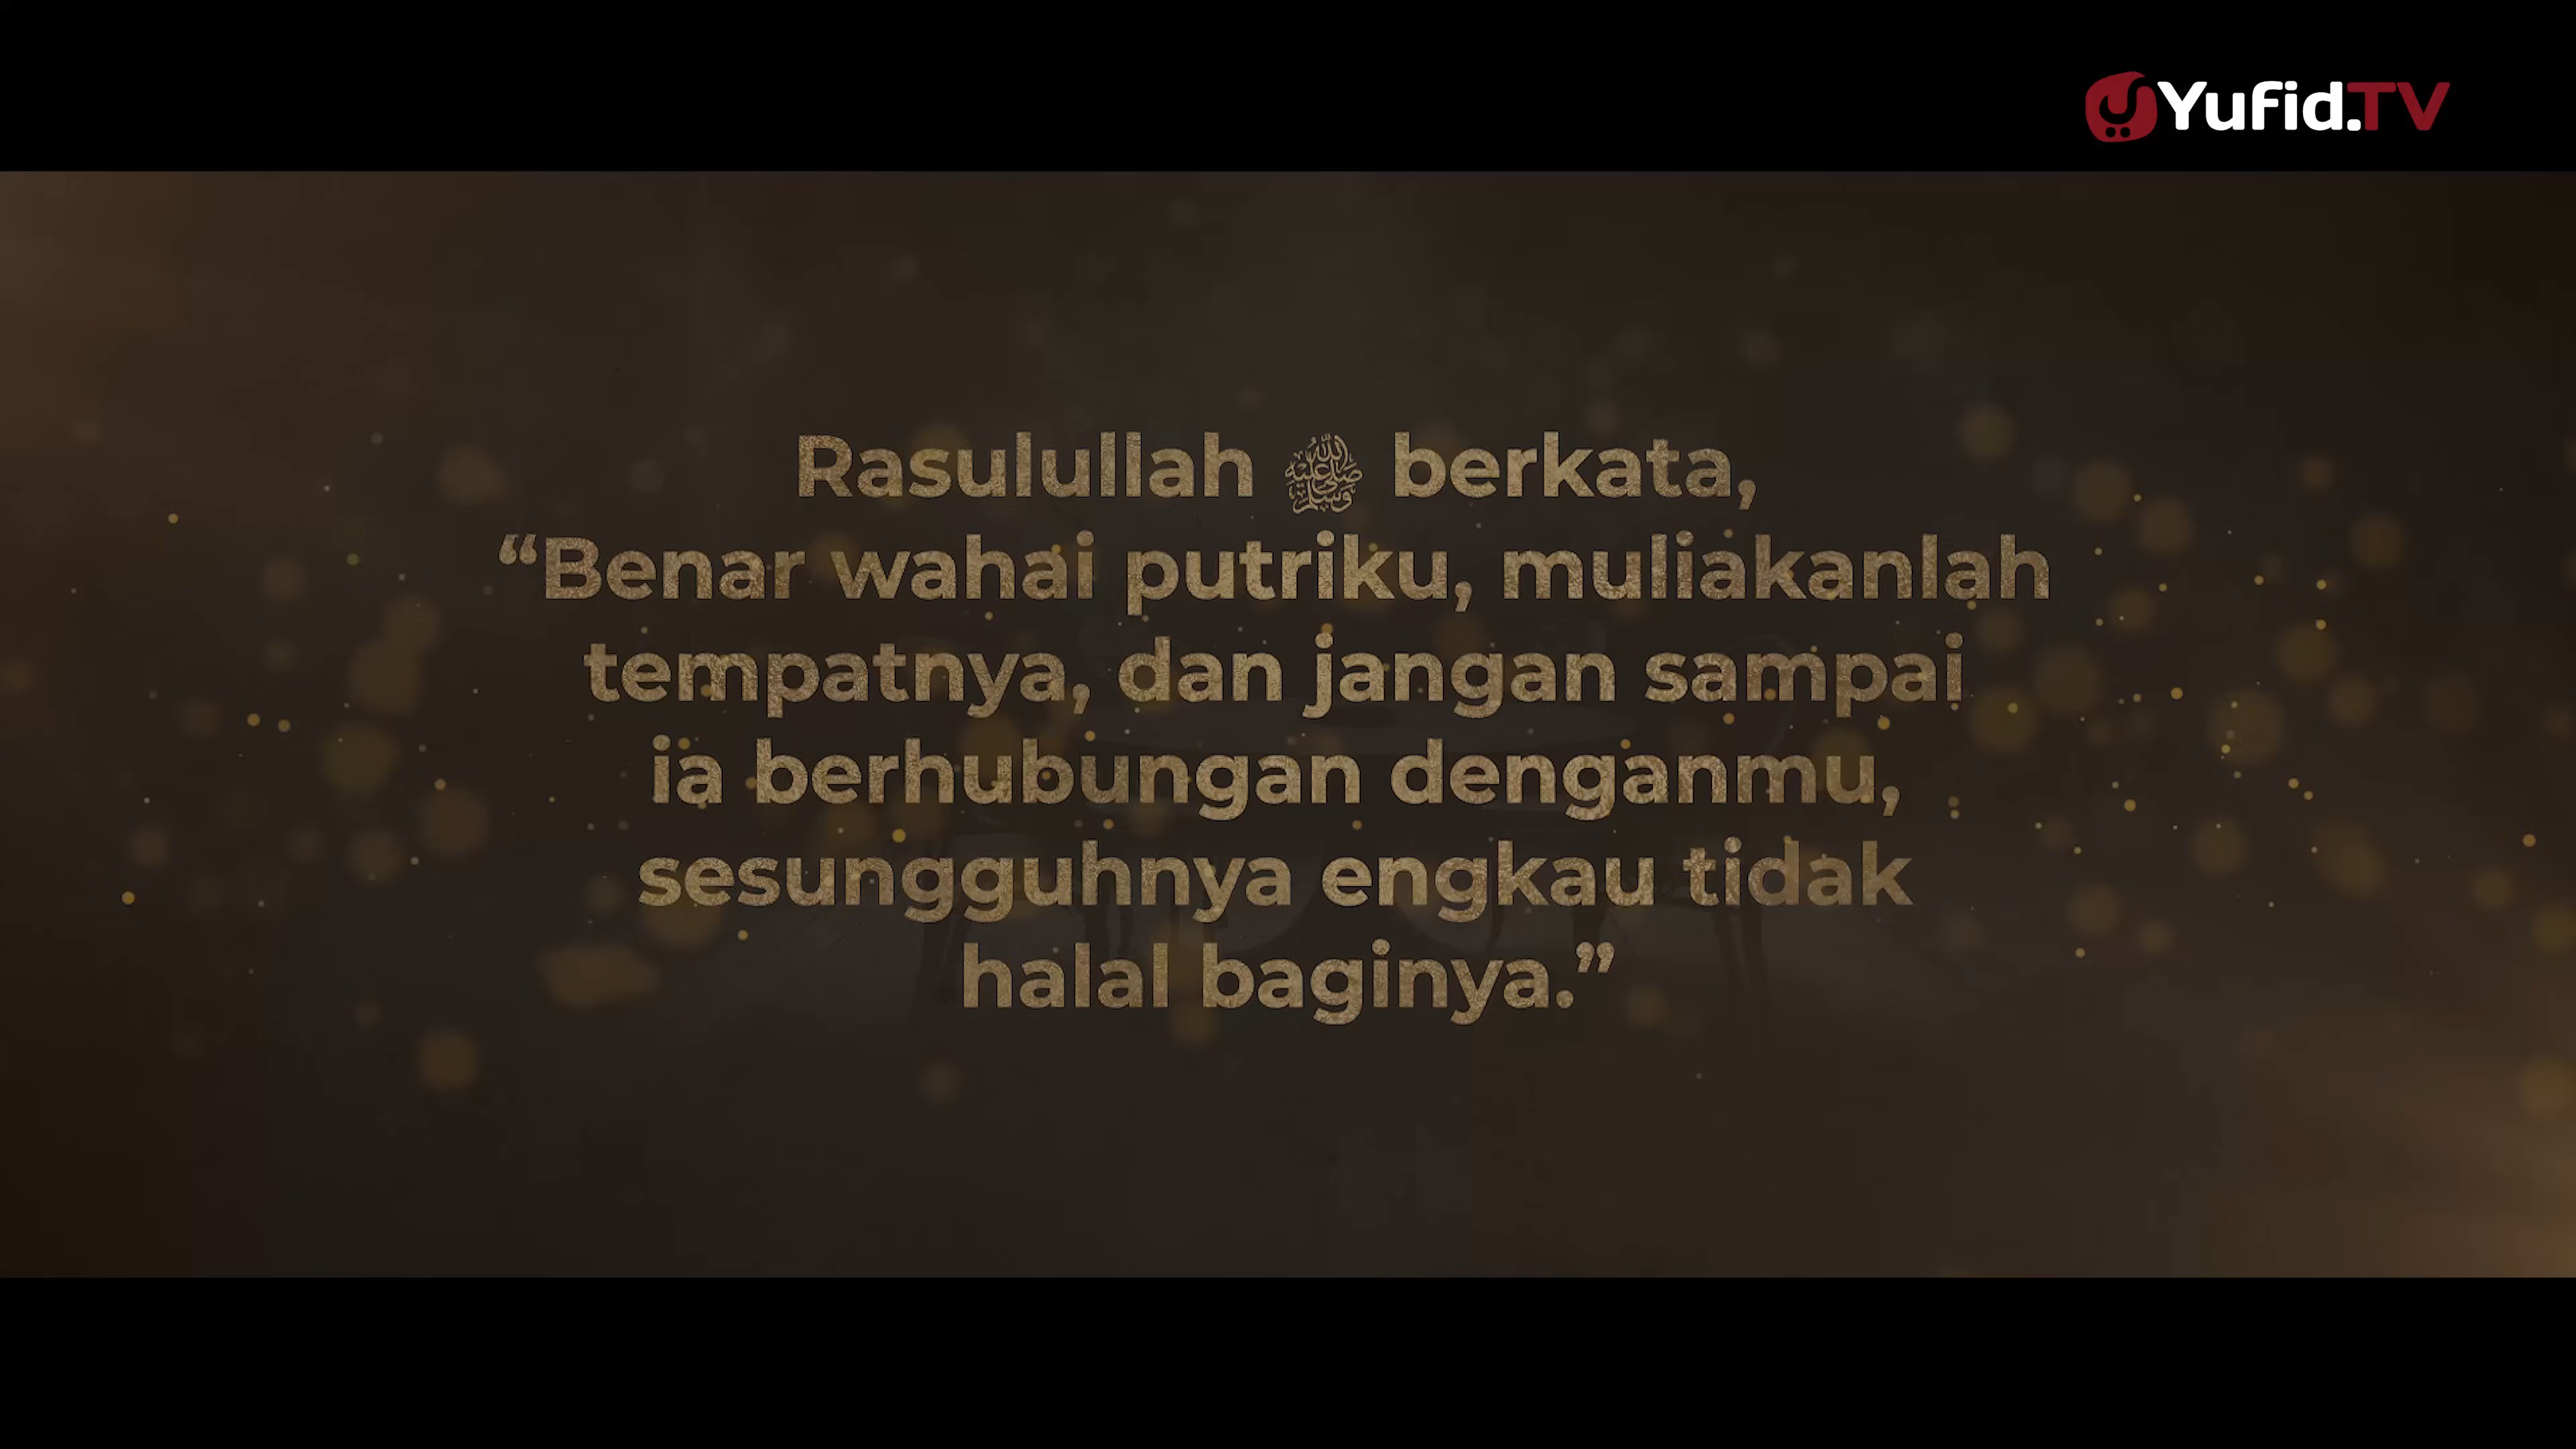 Yufid.TV
Rasulullah ﷺ berkata,
“Benar wahai putriku, muliakanlah
tempatnya, dan jangan sampai
ia berhubungan denganmu,
sesungguhnya engkau tidak
halal baginya.”